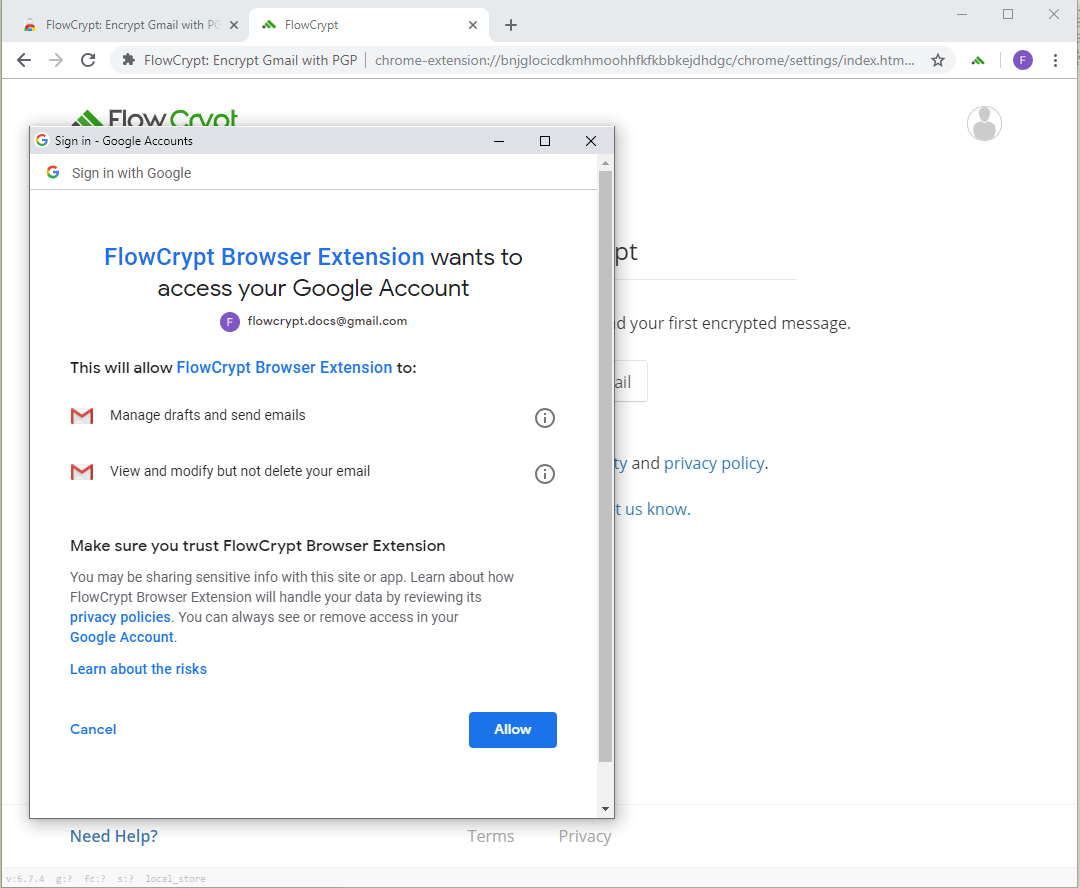 FlowCrypt: Encrypt Gmail with PG
FlowCrypt
FlowCrypt: Encrypt Gmail with PGP | chrome-extension://bnjglocicdkmhmoohhfkfkbbkejdhdgc/chrome/settings/index.htm...
F
FlowCrypt
Sign in - Google Accounts
Sign in with Google
FlowCrypt Browser Extension wants to
access your Google Account
F flowcrypt.docs@gmail.com
This will allow FlowCrypt Browser Extension to:
Manage drafts and send emails
View and modify but not delete your email
Make sure you trust FlowCrypt Browser Extension
You may be sharing sensitive info with this site or app. Learn about how
FlowCrypt Browser Extension will handle your data by reviewing its
privacy policies. You can always see or remove access in your
Google Account.
Learn about the risks
Cancel
Allow
pt
d your first encrypted message.
ail
ty and privacy policy.
t us know.
Need Help?
Terms
Privacy
v:6.7.4 g:? fc:? s:? local_store